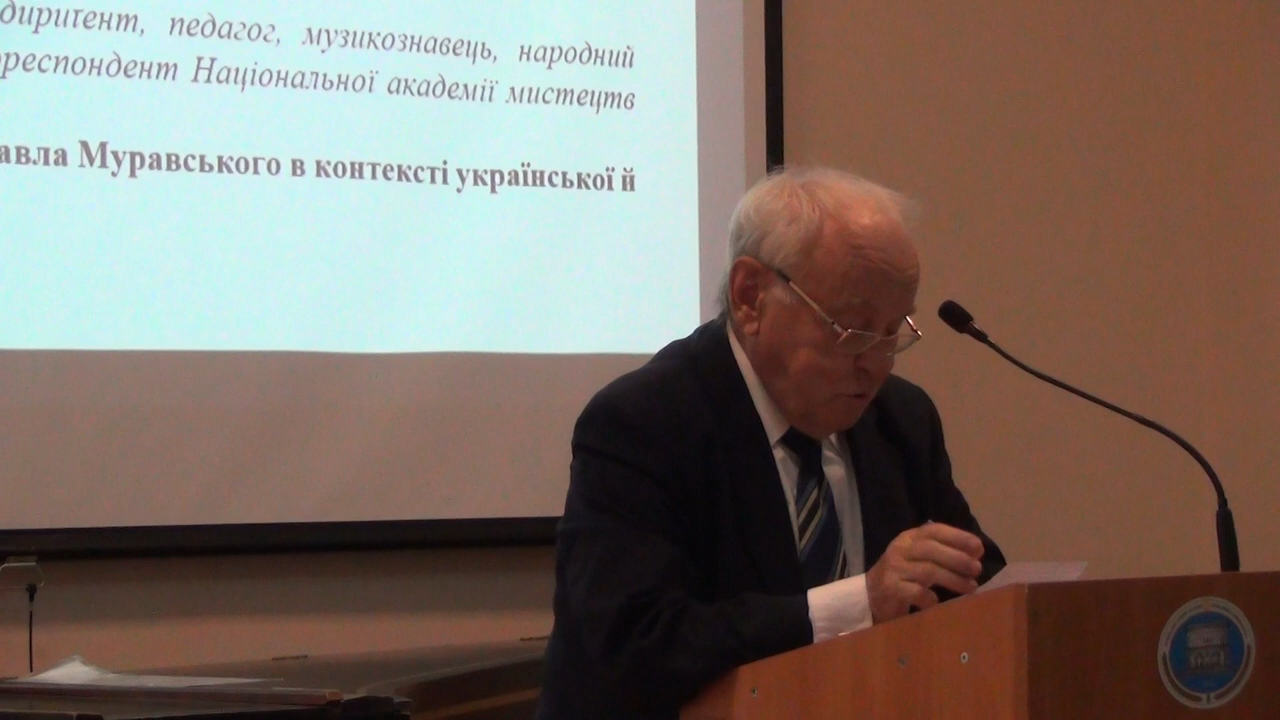 диригент, педагог, музикознавець, народний
респондент Національної академії мистецтв
авла Муравського в контексті української й